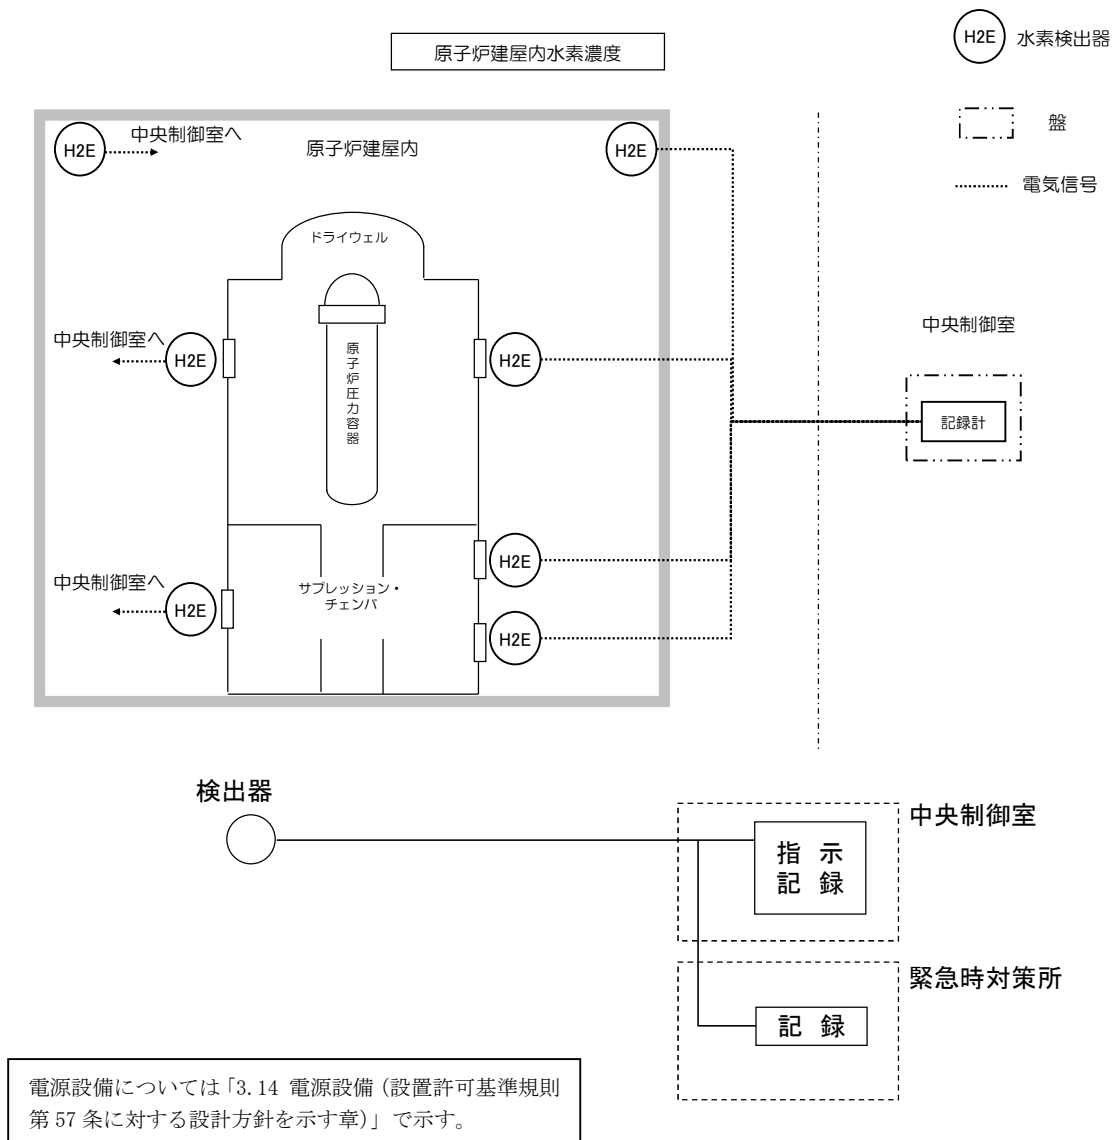 原子炉建屋内水素濃度
H2E
水素検出器
盤
電気信号
H2E
中央制御室へ
原子炉建屋内
H2E
ドライウェル
中央制御室へ
H2E
原子炉圧力容器
H2E
中央制御室
記録計
H2E
中央制御室へ
H2E
サプレッション・
チェンバ
H2E
検出器
中央制御室
指 示
記 録
緊急時対策所
記 録
電源設備については「3.14 電源設備(設置許可基準規則
第 57 条に対する設計方針を示す章)」で示す。